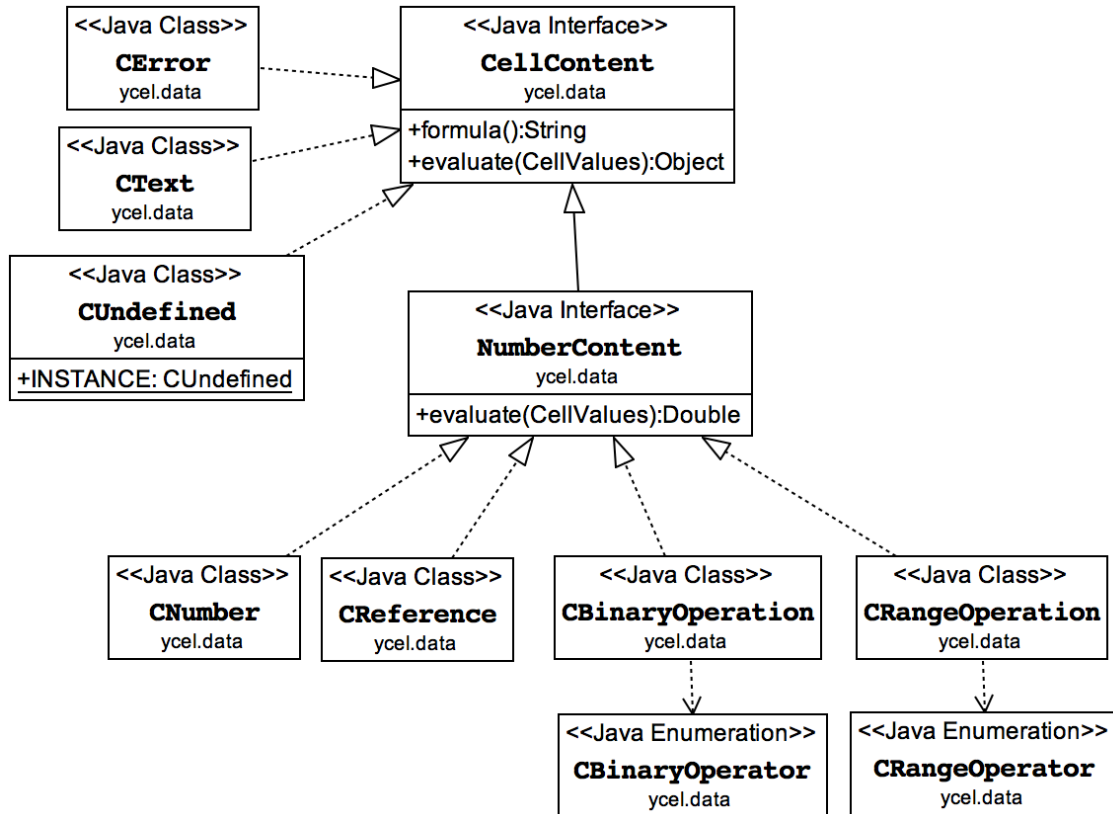 <<Java Class>>
CError
ycel.data
<<Java Interface>>
CellContent
ycel.data
+formula():String
+evaluate(CellValues):Object
<<Java Class>>
CText
ycel.data
<<Java Class>>
CUndefined
ycel.data
+INSTANCE: CUndefined
<<Java Interface>>
NumberContent
ycel.data
+evaluate(CellValues):Double
<<Java Class>>
CNumber
ycel.data
<<Java Class>>
CReference
ycel.data
<<Java Class>>
CBinaryOperation
ycel.data
<<Java Class>>
CRangeOperation
ycel.data
<<Java Enumeration>>
CBinaryOperator
ycel.data
<<Java Enumeration>>
CRangeOperator
ycel.data